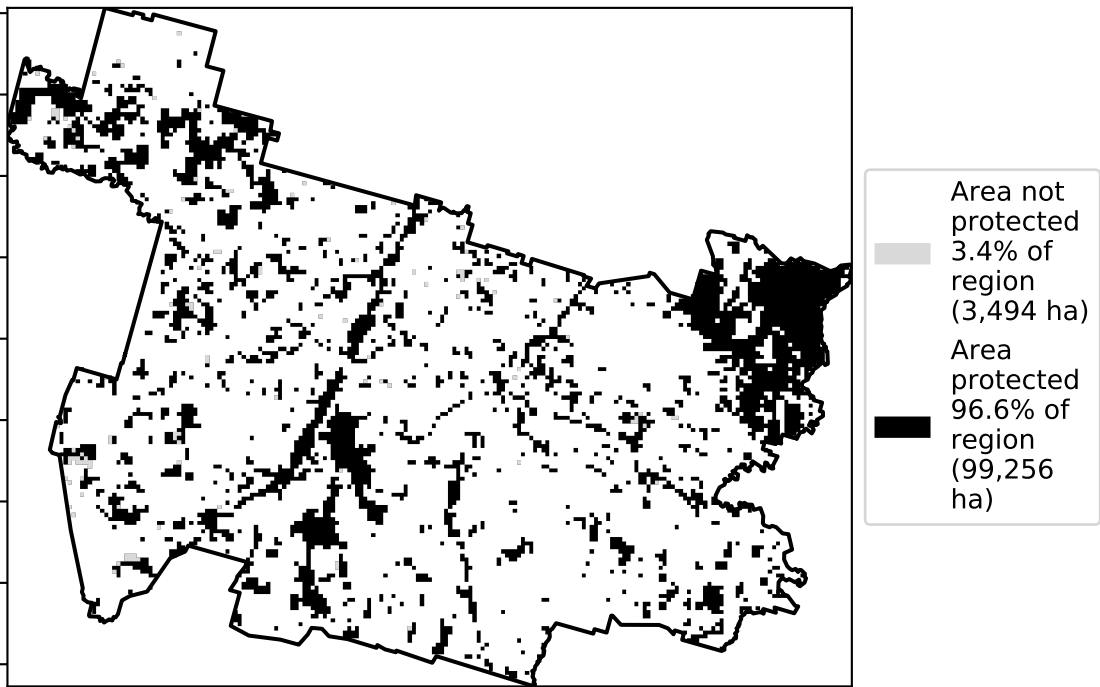 Area not
protected
3.4% of
region
(3,494 ha)
Area
protected
96.6% of
region
(99,256
ha)